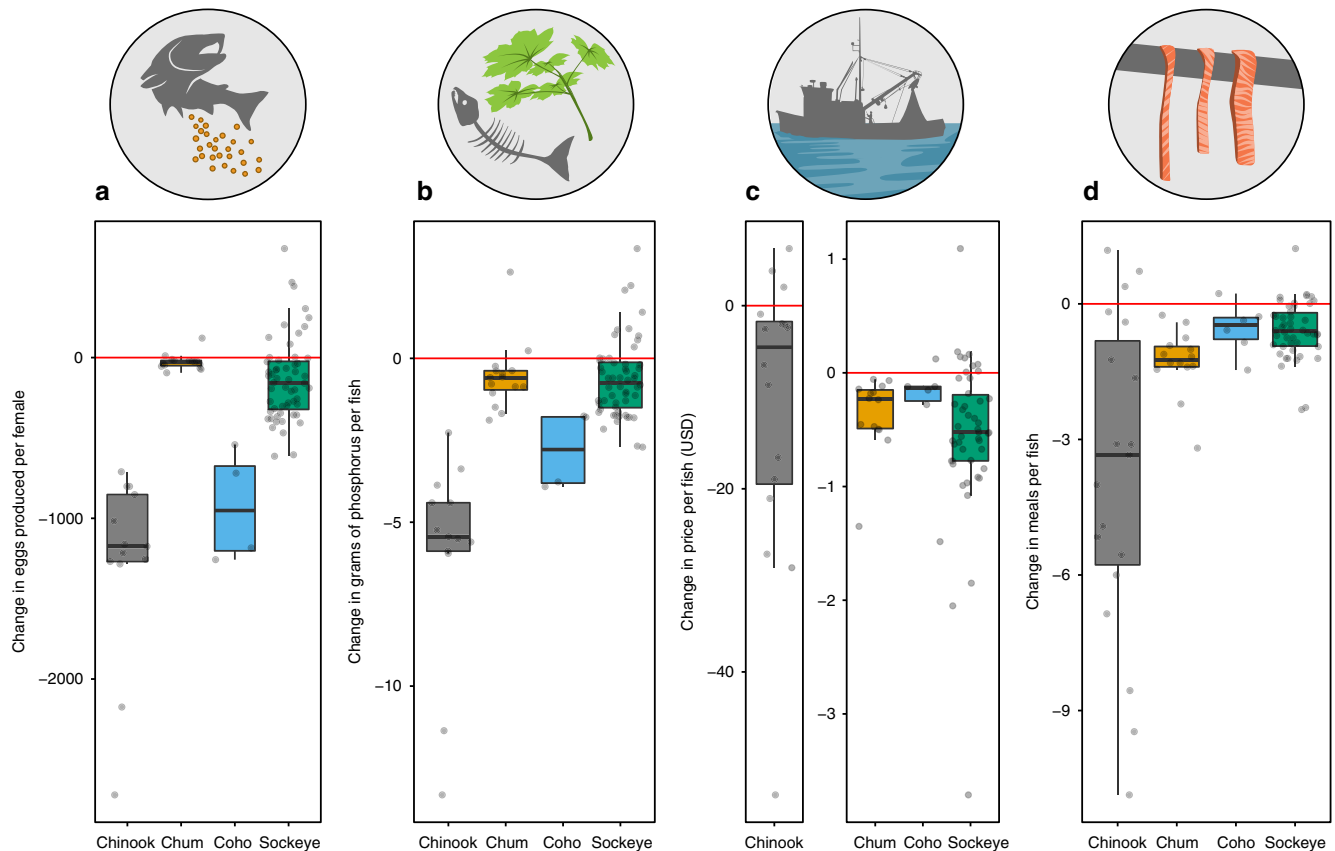 a
b
c
d
Change in eggs produced per female
0
−1000
−2000
Chinook Chum Coho Sockeye
Change in grams of phosphorus per fish
0
−5
−10
Chinook Chum Coho Sockeye
Change in price per fish (USD)
0
−20
−40
Chinook
1
0
−1
−2
−3
Chum Coho Sockeye
Change in meals per fish
0
−3
−6
−9
Chinook Chum Coho Sockeye